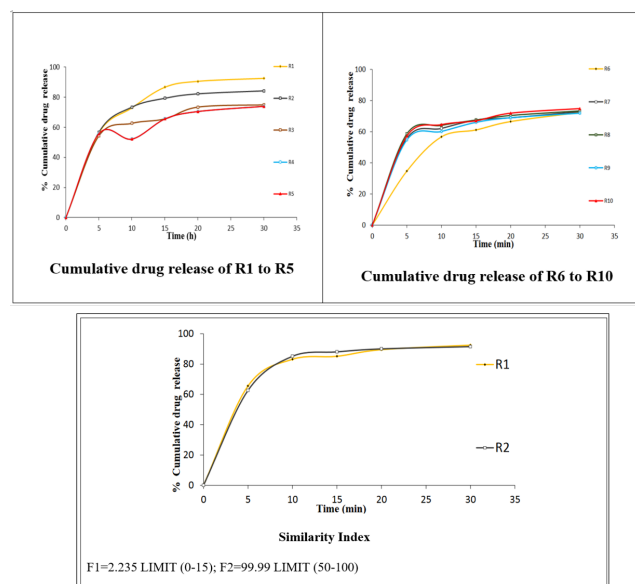 % Cumulative drug release
100
80
60
40
20
0
0
5
10
15
20
25
30
35
Time (h)
R1
R2
R3
R4
R5
Cumulative drug release of R1 to R5
% Cumulative drug release
100
80
60
40
20
0
0
5
10
15
20
25
30
35
Time (min)
R6
R7
R8
R9
R10
Cumulative drug release of R6 to R10
% Cumulative drug release
100
80
60
40
20
0
0
5
10
15
20
25
30
35
Time (min)
R1
R2
Similarity Index
F1=2.235 LIMIT (0-15); F2=99.99 LIMIT (50-100)